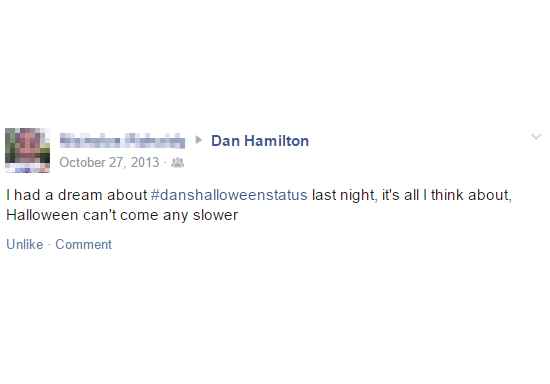 Dan Hamilton
October 27, 2013 ·
I had a dream about #danshalloweenstatus last night, it's all I think about,
Halloween can't come any slower
Unlike · Comment